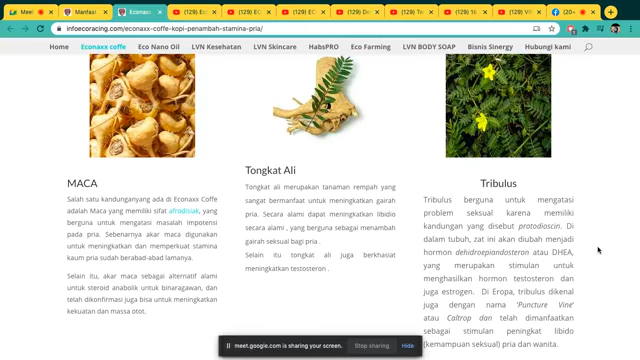 Meet
Manfaa
Econaxx
(129) Ec
(129) EC
(129) EC
(129) De
(129) Tw
(129) 16
(129) VI
(20+)
infoecoracing.com/econaxx-coffe-kopi-penambah-stamina-pria/
Home Econaxx coffe Eco Nano Oil LVN Kesehatan LVN Skincare HabsPRO Eco Farming LVN BODY SOAP Bisnis Sinergy Hubungi kami
MACA
Salah satu kandunganyang ada di Econaxx Coffe
adalah Maca yang memiliki sifat afrodisiak, yang
berguna untuk mengatasi masalah impotensi
pada pria. Sebenarnya akar maca digunakan
untuk meningkatkan dan memperkuat stamina
kaum pria sudah berabad-abad lamanya.
Selain itu, akar maca sebagai alternatif alami
untuk steroid anabolik untuk binaragawan, dan
telah dikonfirmasi juga bisa untuk meningkatkan
kekuatan dan massa otot.
Tongkat Ali
Tongkat ali merupakan tanaman rempah yang
sangat bermanfaat untuk meningkatkan gairah
pria. Secara alami dapat meningkatkan libidio
secara alami , yang berguna sebagai menambah
gairah seksual bagi pria .
Selain itu tongkat ali juga berkhasiat
meningkatkan testosteron .
Tribulus
Tribulus berguna untuk mengatasi
problem seksual karena memiliki
kandungan yang disebut protodioscin. Di
dalam tubuh, zat ini akan diubah menjadi
hormon dehidroepiandosteron atau DHEA,
yang merupakan stimulan untuk
menghasilkan hormon testosteron dan
juga estrogen. Di Eropa, tribulus dikenal
juga dengan nama ‘Puncture Vine’
atau Caltrop dan telah dimanfaatkan
sebagai stimulan peningkat libido
(kemampuan seksual) pria dan wanita.
meet.google.com is sharing your screen. Stop sharing Hide